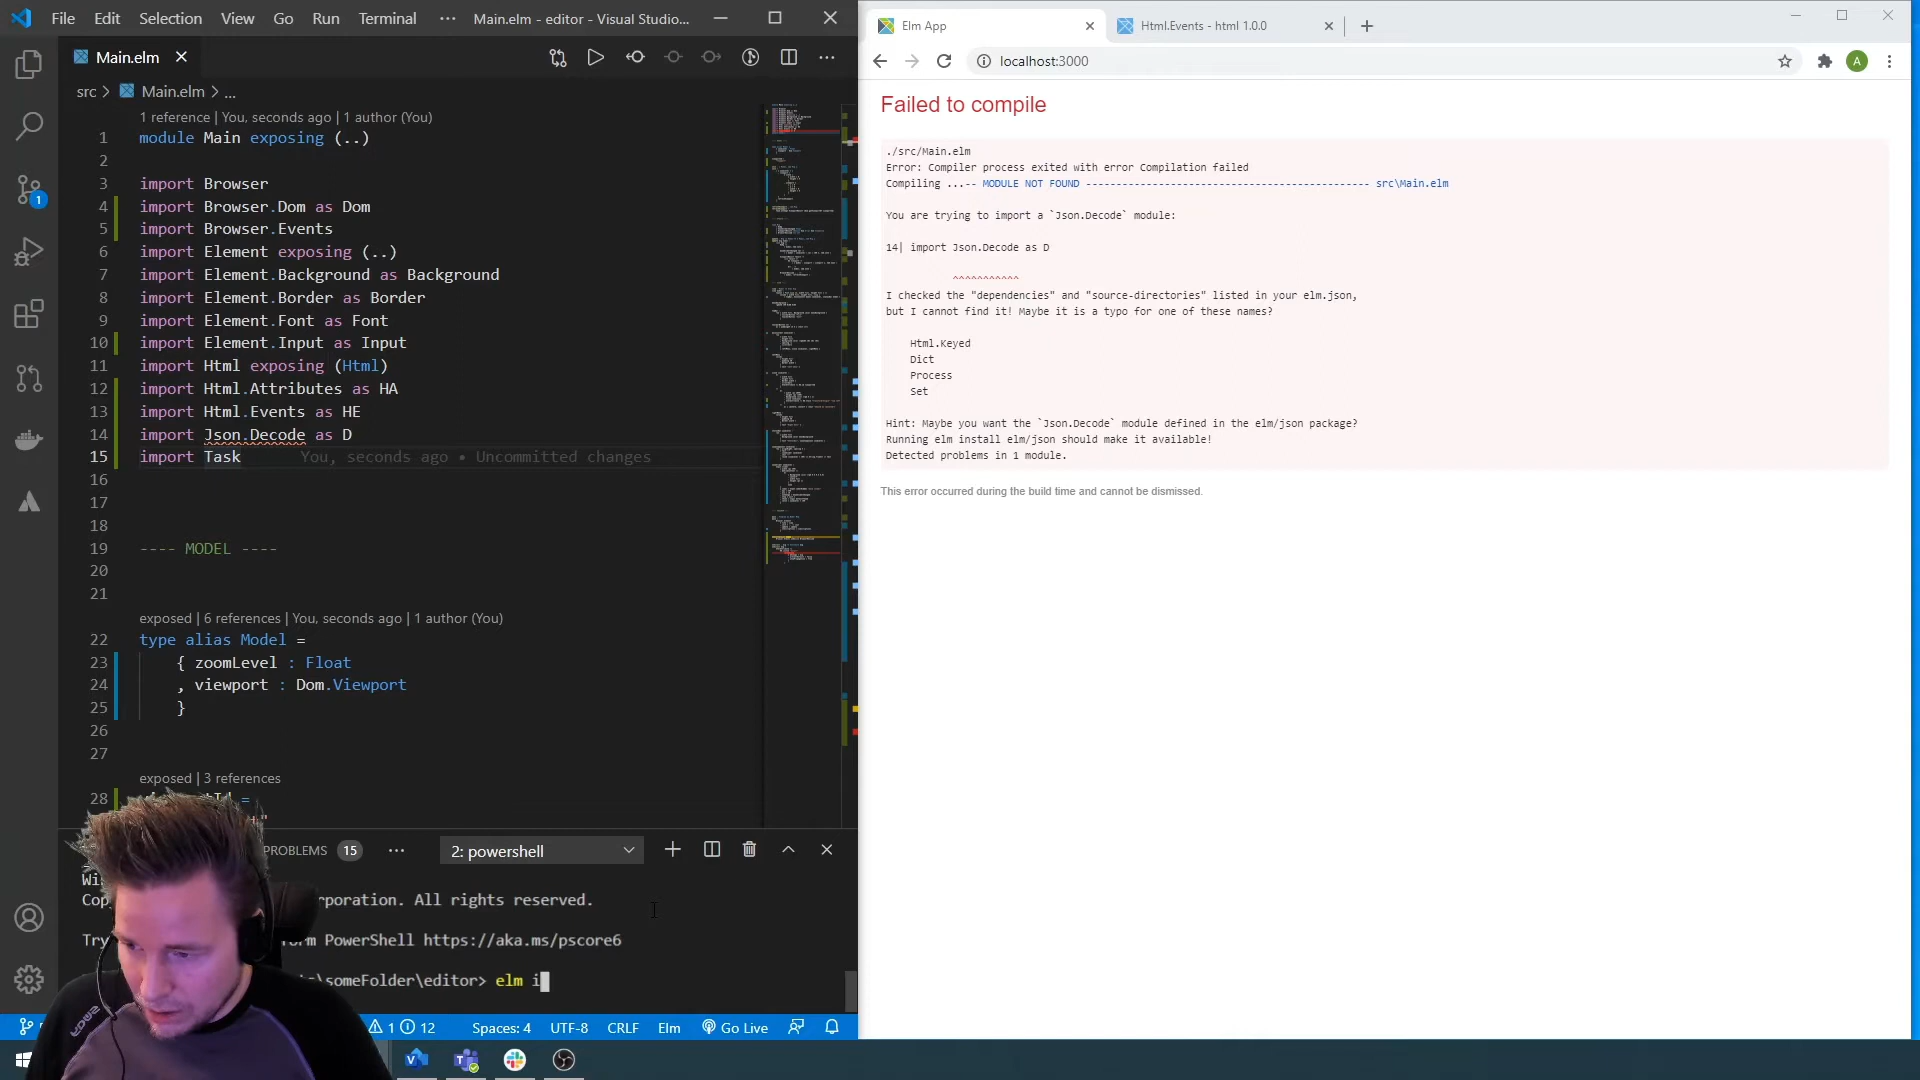 File Edit Selection View Go Run Terminal ··· Main.elm - editor - Visual Studio...
Main.elm
src > Main.elm > ...
1 reference | You, seconds ago | 1 author (You)
1 module Main exposing (..)
2
3 import Browser
4 import Browser.Dom as Dom
5 import Browser.Events
6 import Element exposing (..)
7 import Element.Background as Background
8 import Element.Border as Border
9 import Element.Font as Font
10 import Element.Input as Input
11 import Html exposing (Html)
12 import Html.Attributes as HA
13 import Html.Events as HE
14 import Json.Decode as D
15 import Task You, seconds ago • Uncommitted changes
16
17
18
19 ---- MODEL ----
20
21
exposed | 6 references | You, seconds ago | 1 author (You)
22 type alias Model =
23 { zoomLevel : Float
24 , viewport : Dom.Viewport
25 }
26
27
exposed | 3 references
28
PROBLEMS 15 ··· 2: powershell
orporation. All rights reserved.
Try
PowerShell https://aka.ms/pscore6
\someFolder\editor> elm i
1 12 Spaces: 4 UTF-8 CRLF Elm Go Live
1
Elm App
Html.Events - html 1.0.0
localhost:3000
A
Failed to compile
./src/Main.elm
Error: Compiler process exited with error Compilation failed
Compiling ...-- MODULE NOT FOUND ----------------------------------------------- src\Main.elm
You are trying to import a `Json.Decode` module:
14| import Json.Decode as D
^^^^^^^^^^^
I checked the "dependencies" and "source-directories" listed in your elm.json,
but I cannot find it! Maybe it is a typo for one of these names?
Html.Keyed
Dict
Process
Set
Hint: Maybe you want the `Json.Decode` module defined in the elm/json package?
Running elm install elm/json should make it available!
Detected problems in 1 module.
This error occurred during the build time and cannot be dismissed.